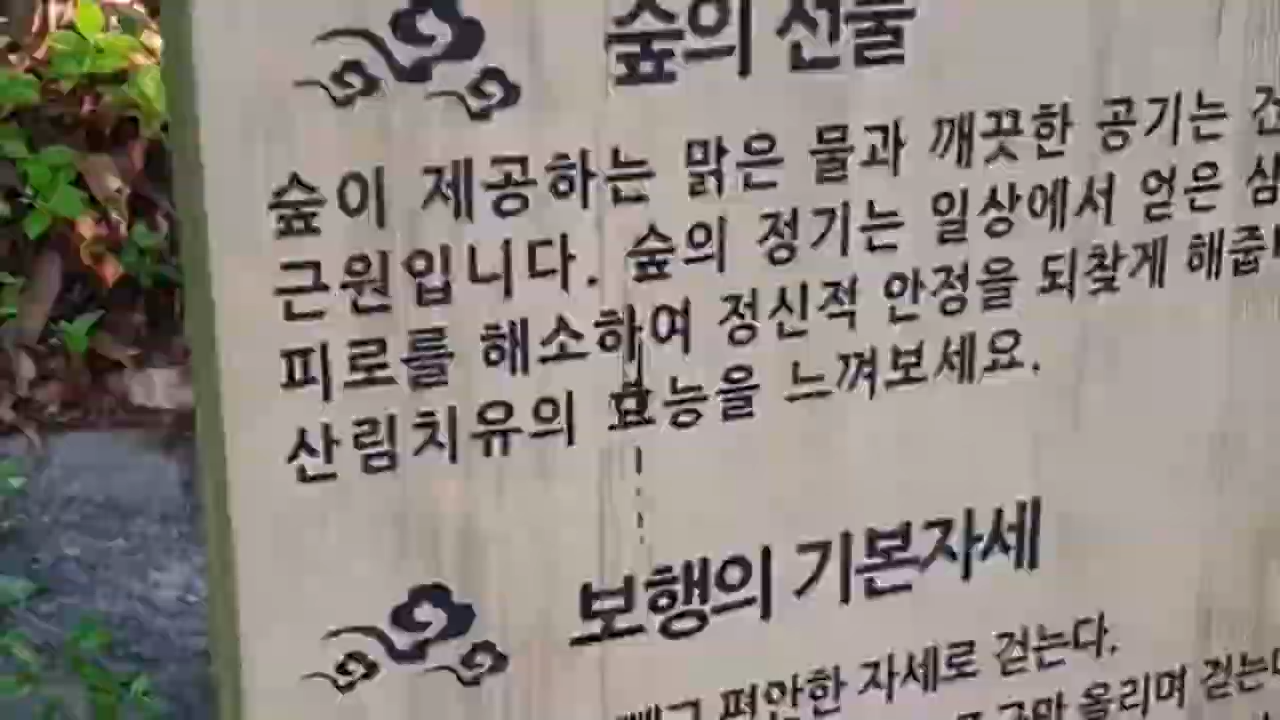 숲의 선물
숲이 제공하는 맑은 물과 깨끗한 공기는
근원입니다. 숲의 정기는 일상에서 얻은
피로를 해소하여 정신적 안정을 되찾게
산림치유의 효능을 느껴보세요.
보행의 기본자세
편안한 자세로 걷는다.
올리며